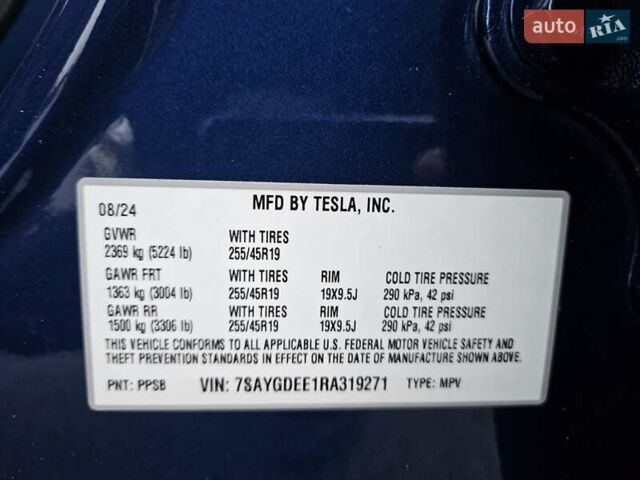 auto RIA
.com
08/24 MFD BY TESLA, INC.
GVWR WITH TIRES
2369 kg (5224 lb) 255/45R19
GAWR FRT WITH TIRES RIM COLD TIRE PRESSURE
1363 kg (3004 lb) 255/45R19 19X9.5J 290 kPa, 42 psi
GAWR RR WITH TIRES RIM COLD TIRE PRESSURE
1500 kg (3306 lb) 255/45R19 19X9.5J 290 kPa, 42 psi
THIS VEHICLE CONFORMS TO ALL APPLICABLE U.S. FEDERAL MOTOR VEHICLE SAFETY AND
THEFT PREVENTION STANDARDS IN EFFECT ON THE DATE OF MANUFACTURE SHOWN ABOVE.
PNT: PPSB VIN: 7SAYGDEE1RA319271 TYPE: MPV